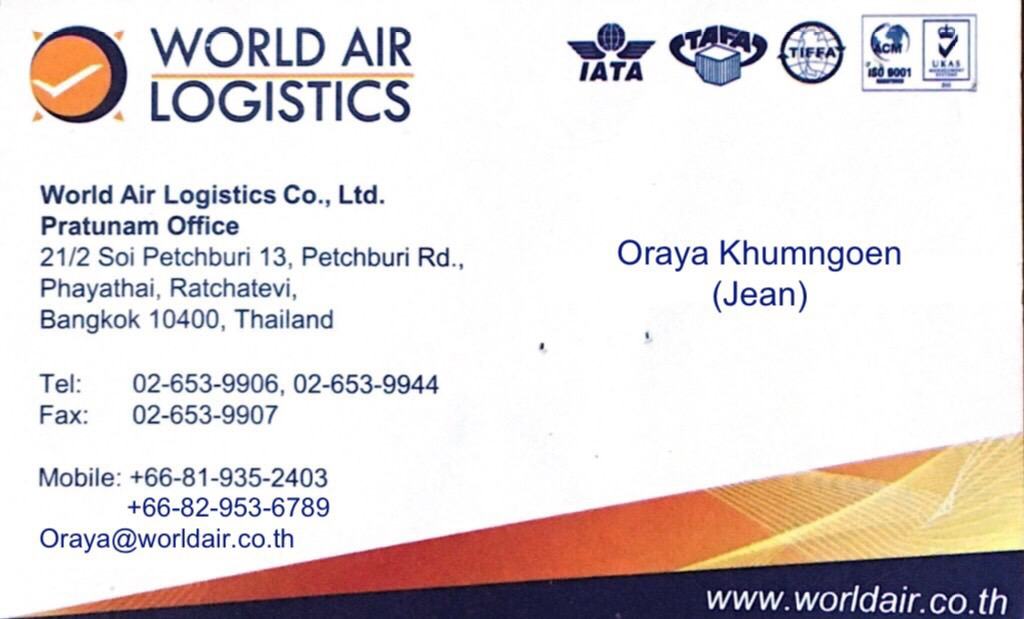 WORLD AIR
LOGISTICS
IATA
TAFA
TIFFA
ACM
ISO 9001
UKAS
World Air Logistics Co., Ltd.
Pratunam Office
21/2 Soi Petchburi 13, Petchburi Rd.,
Phayathai, Ratchatevi,
Bangkok 10400, Thailand
Oraya Khumngoen
(Jean)
Tel: 02-653-9906, 02-653-9944
Fax: 02-653-9907
Mobile: +66-81-935-2403
+66-82-953-6789
Oraya@worldair.co.th
www.worldair.co.th